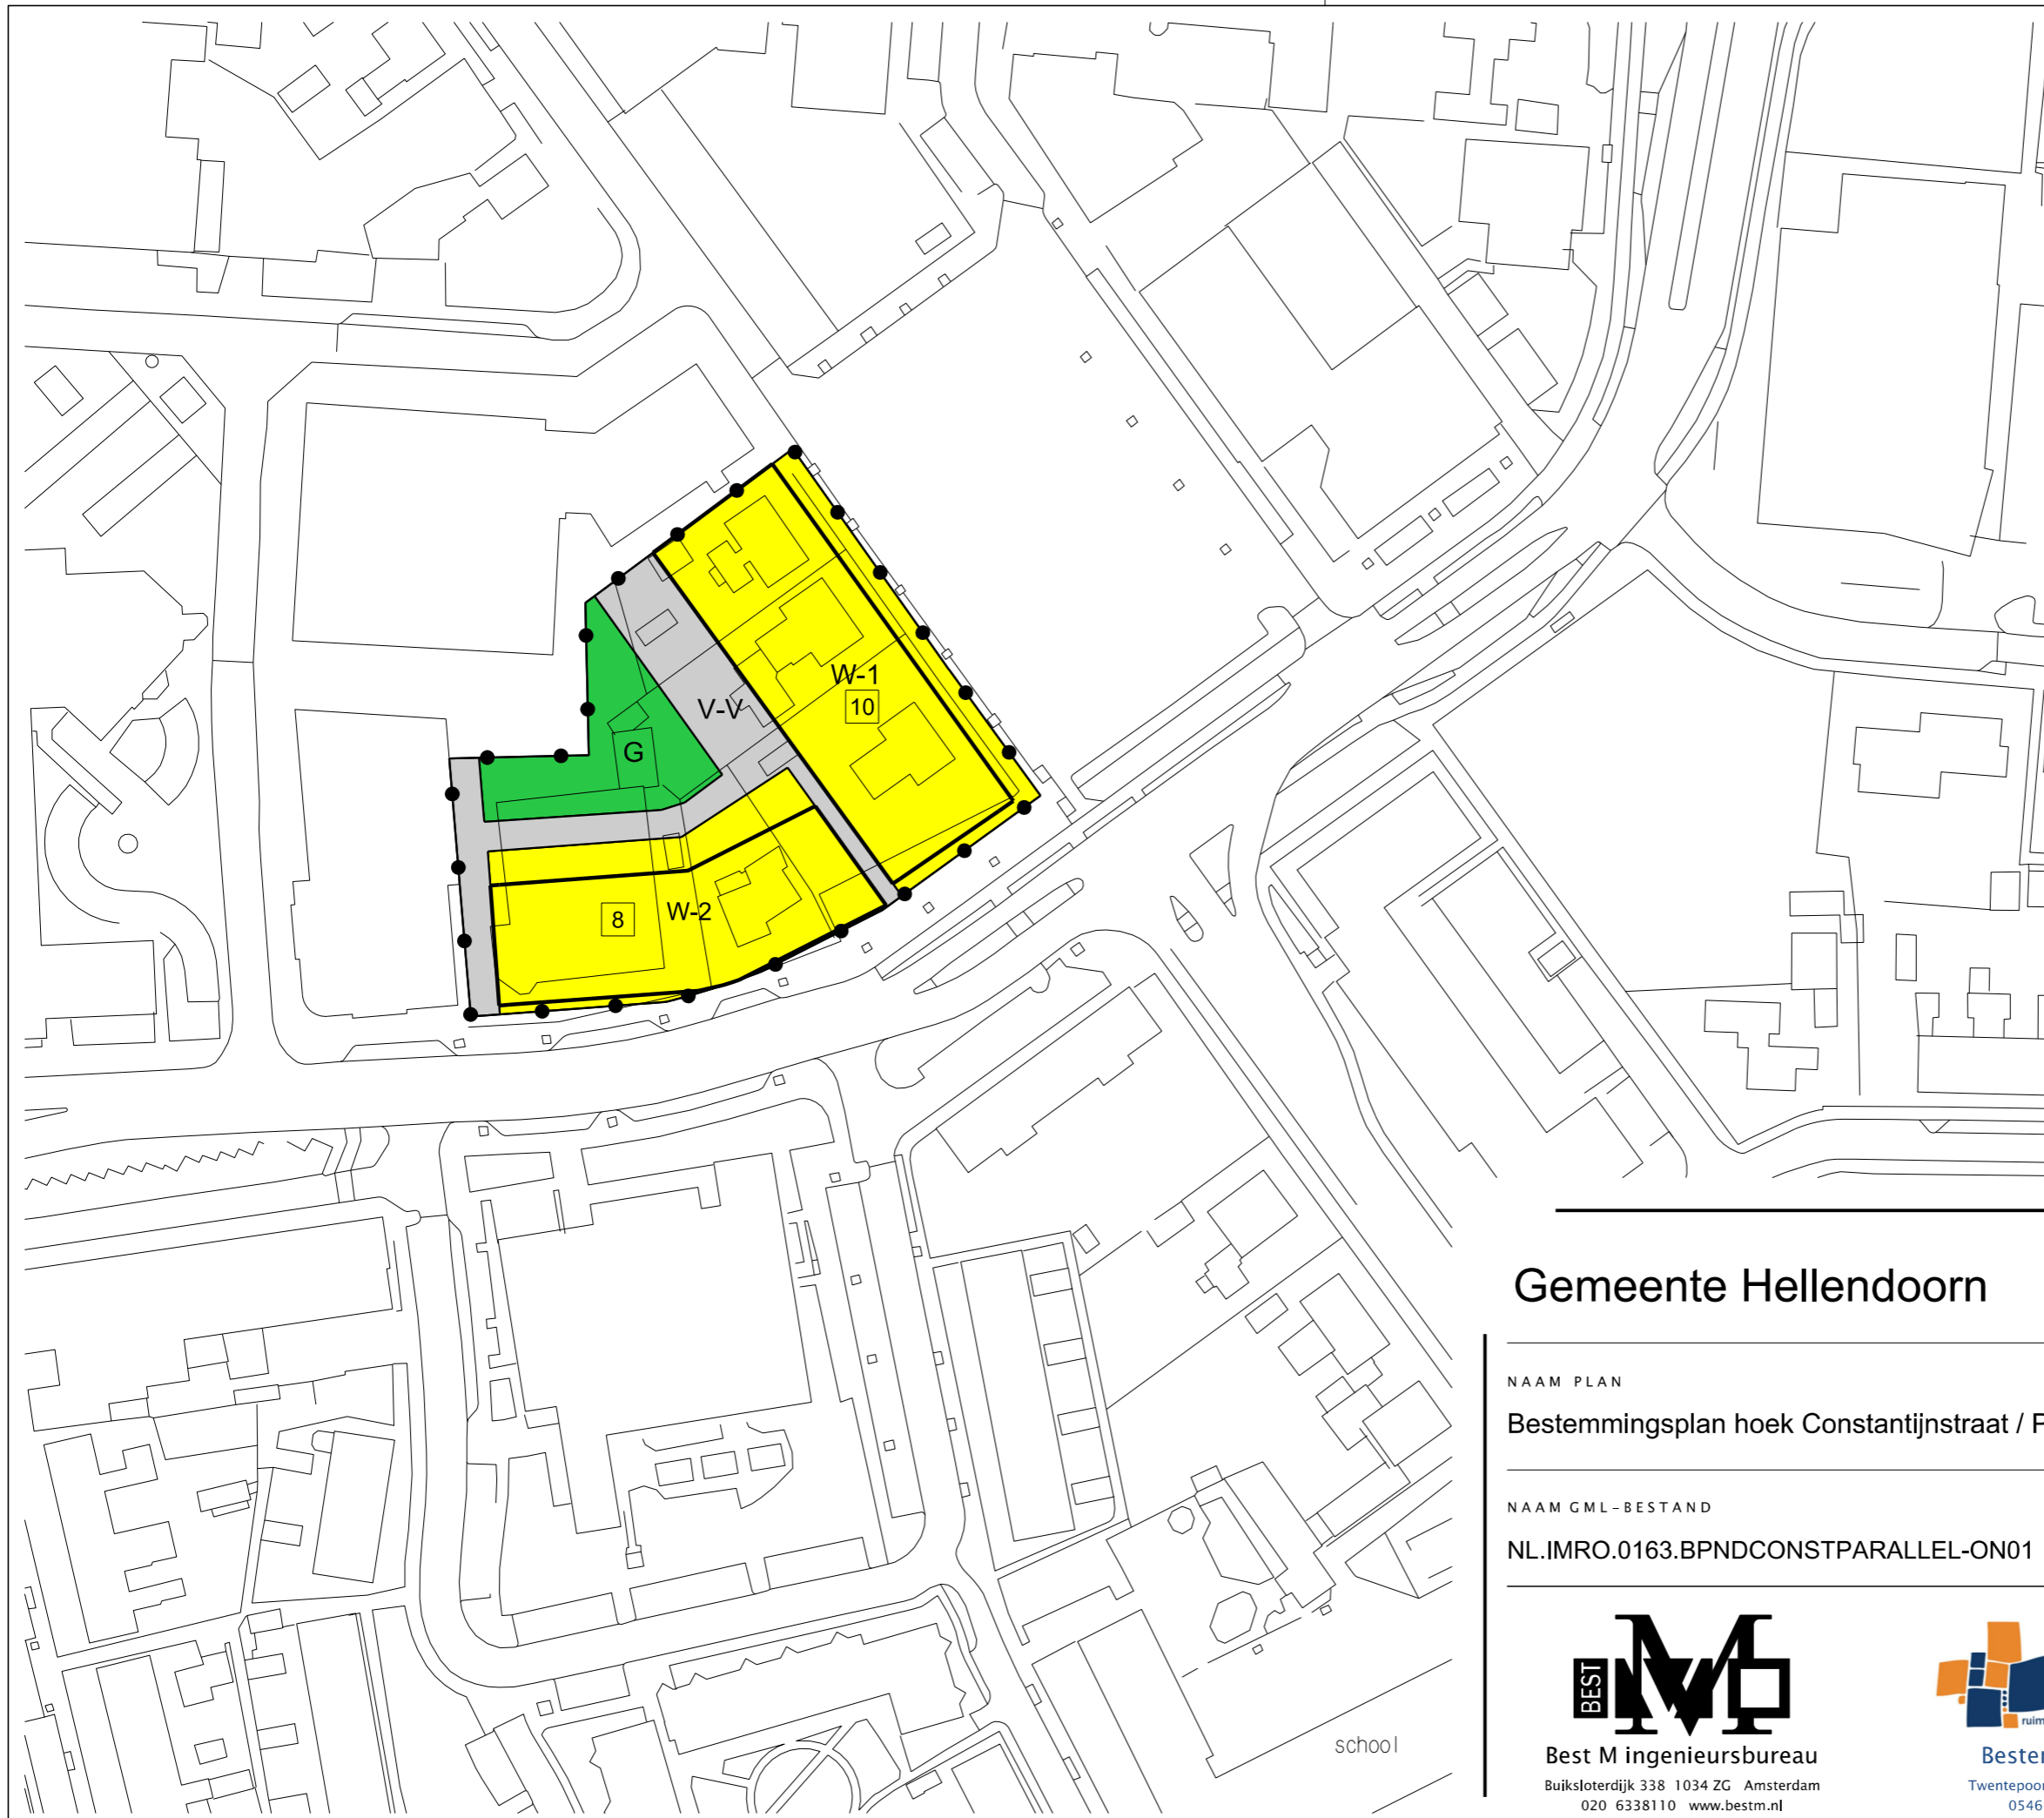 W-1
10
V-V
G
8
W-2
Gemeente Hellendoorn
NAAM PLAN
Bestemmingsplan hoek Constantijnstraat /
NAAM GML-BESTAND
NL.IMRO.0163.BPNDCONSTPARALLEL-ON01
BEST
M
school
Best M ingenieursbureau
Buiksloterdijk 338 1034 ZG Amsterdam
020 6338110 www.bestm.nl
0546